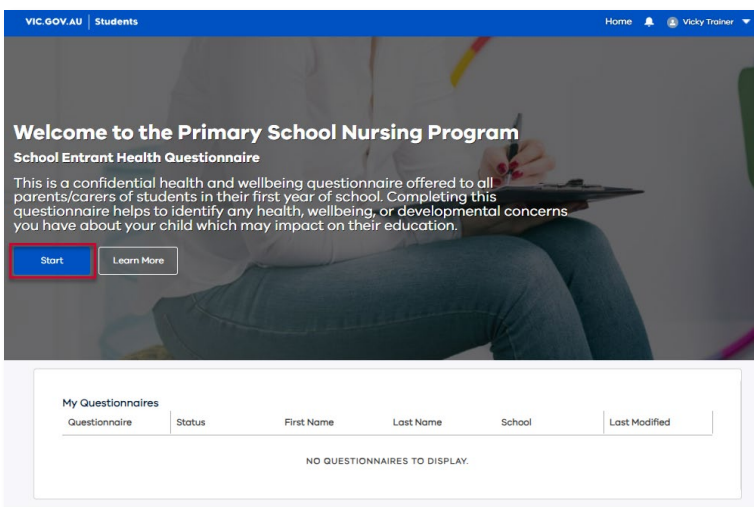 VIC.GOV.AU | Students
Home Vicky Trainer
Welcome to the Primary School Nursing Program
School Entrant Health Questionnaire
This is a confidential health and wellbeing questionnaire offered to all
parents/carers of students in their first year of school. Completing this
questionnaire helps to identify any health, wellbeing, or developmental concerns
you have about your child which may impact on their education.
Start Learn More
My Questionnaires
Questionnaire Status First Name Last Name School Last Modified
NO QUESTIONNAIRES TO DISPLAY.